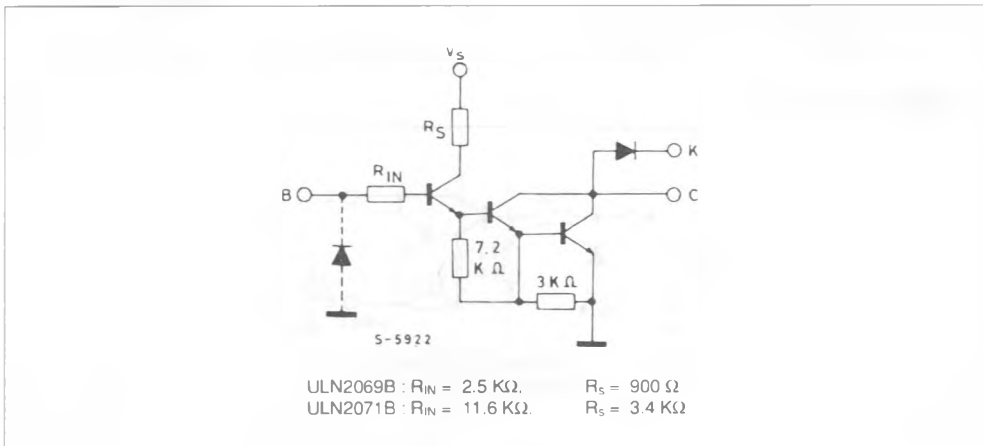 Vs
RS
K
RIN
B
C
7.2
K Ω
3KΩ
S-5922
ULN2069B : RIN = 2.5 KΩ. RS = 900 Ω
ULN2071B : RIN = 11.6 KΩ. RS = 3.4 KΩ